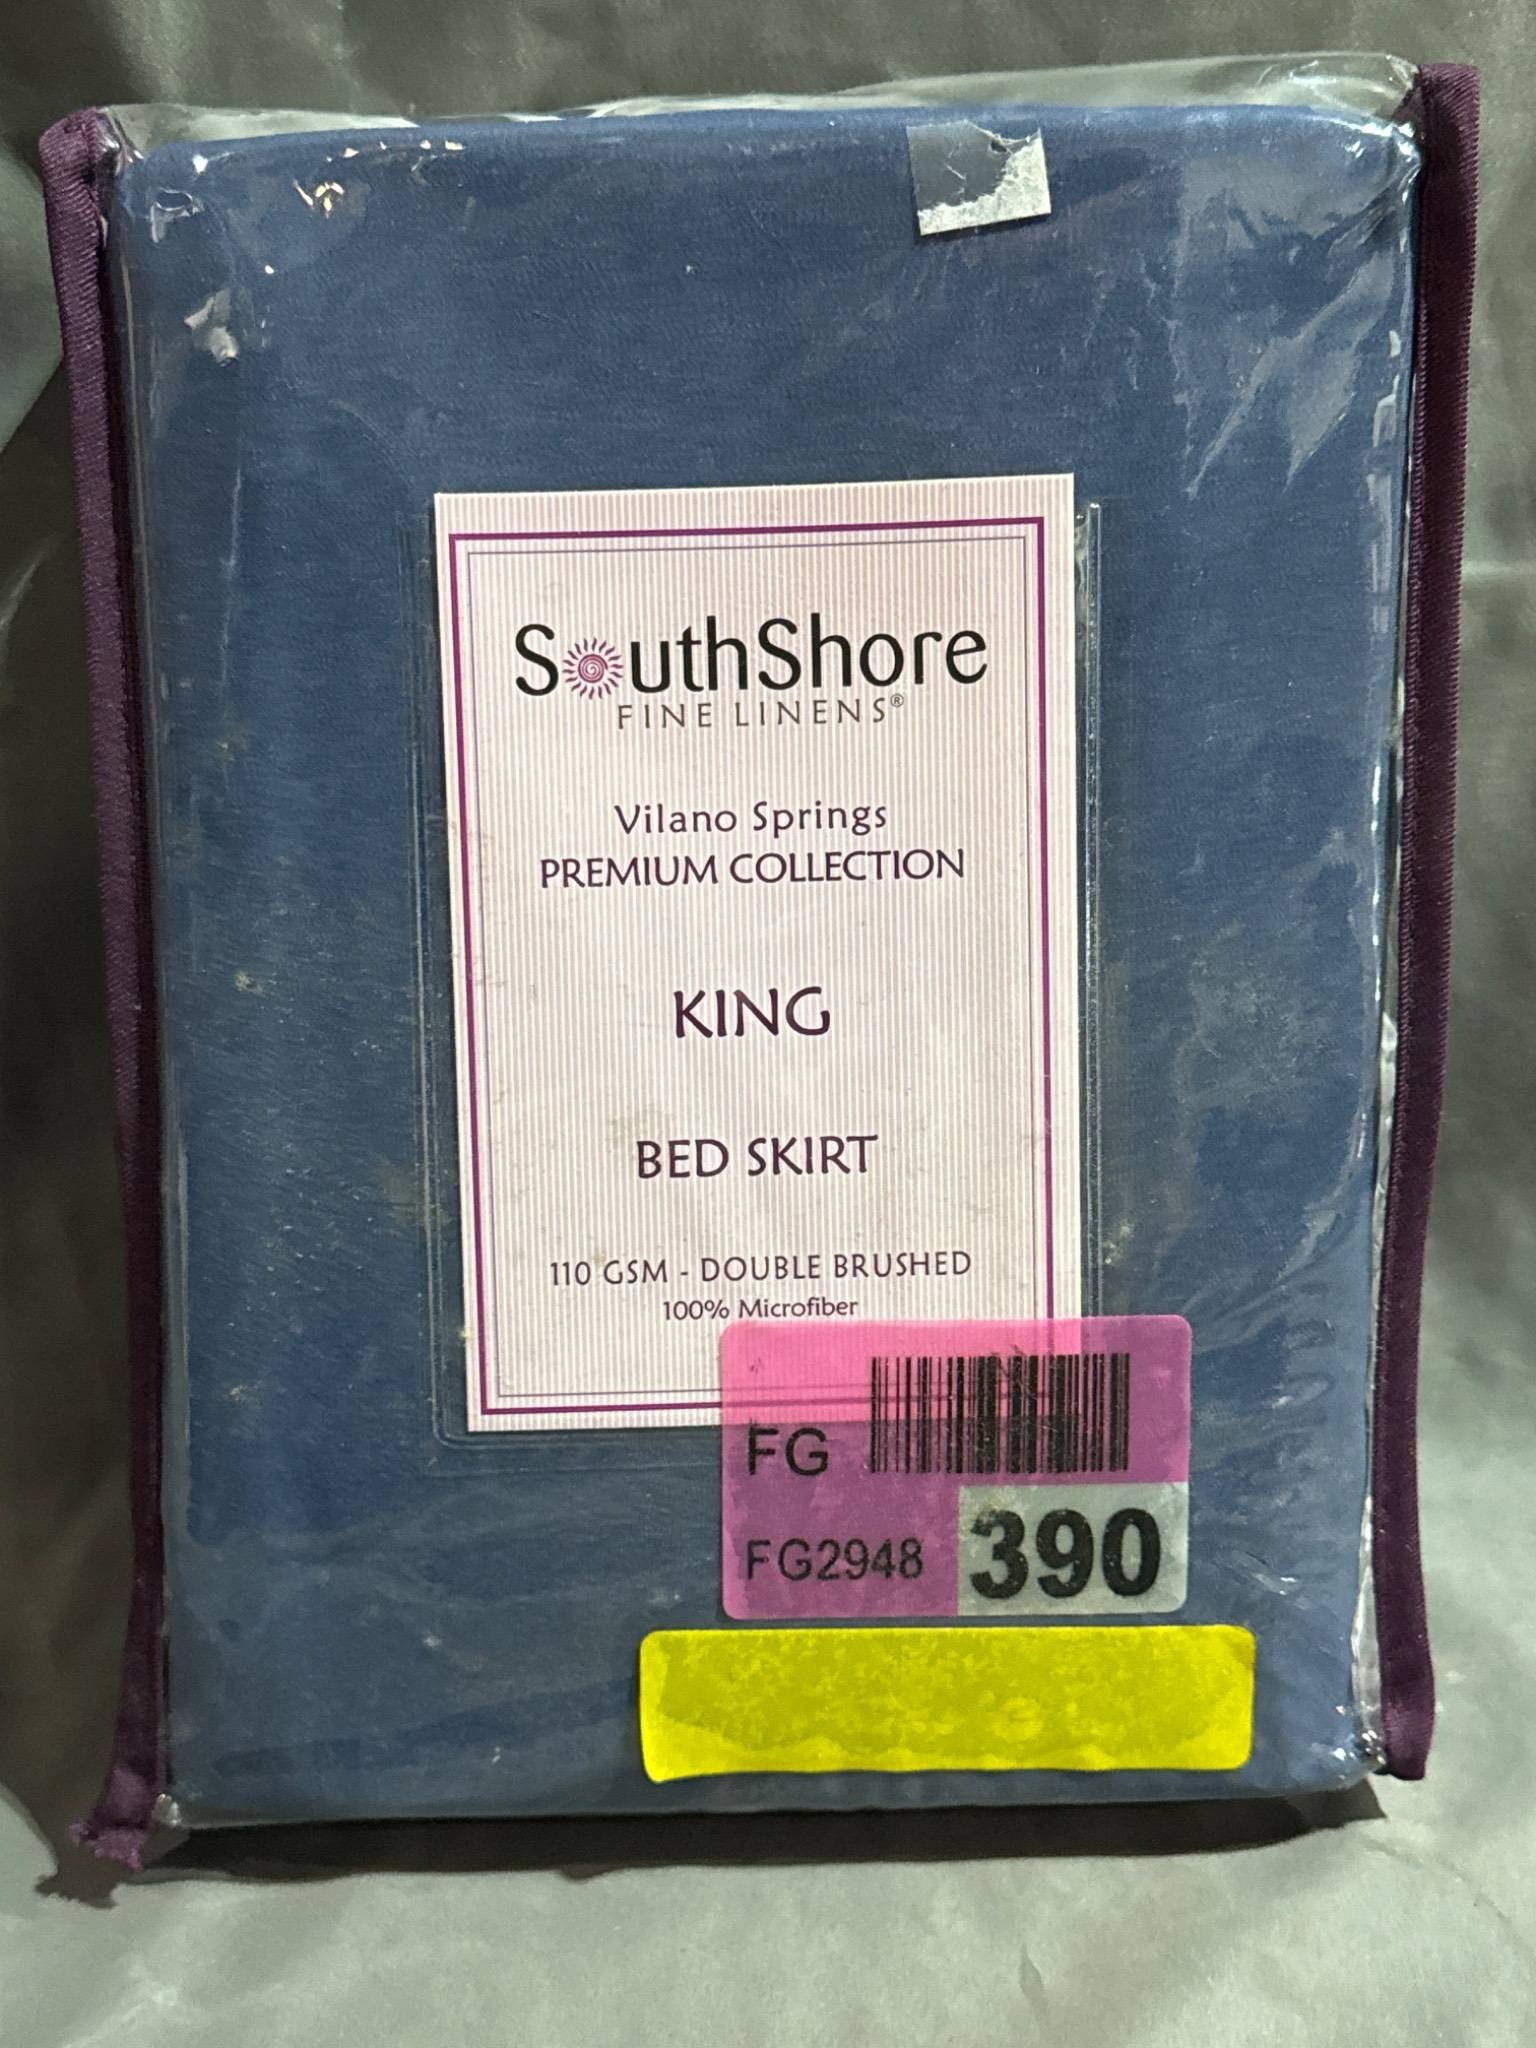 SouthShore
FINE LINENS®
Vilano Springs
PREMIUM COLLECTION
KING
BED SKIRT
110 GSM - DOUBLE BRUSHED
100% Microfiber
FG
FG2948 390